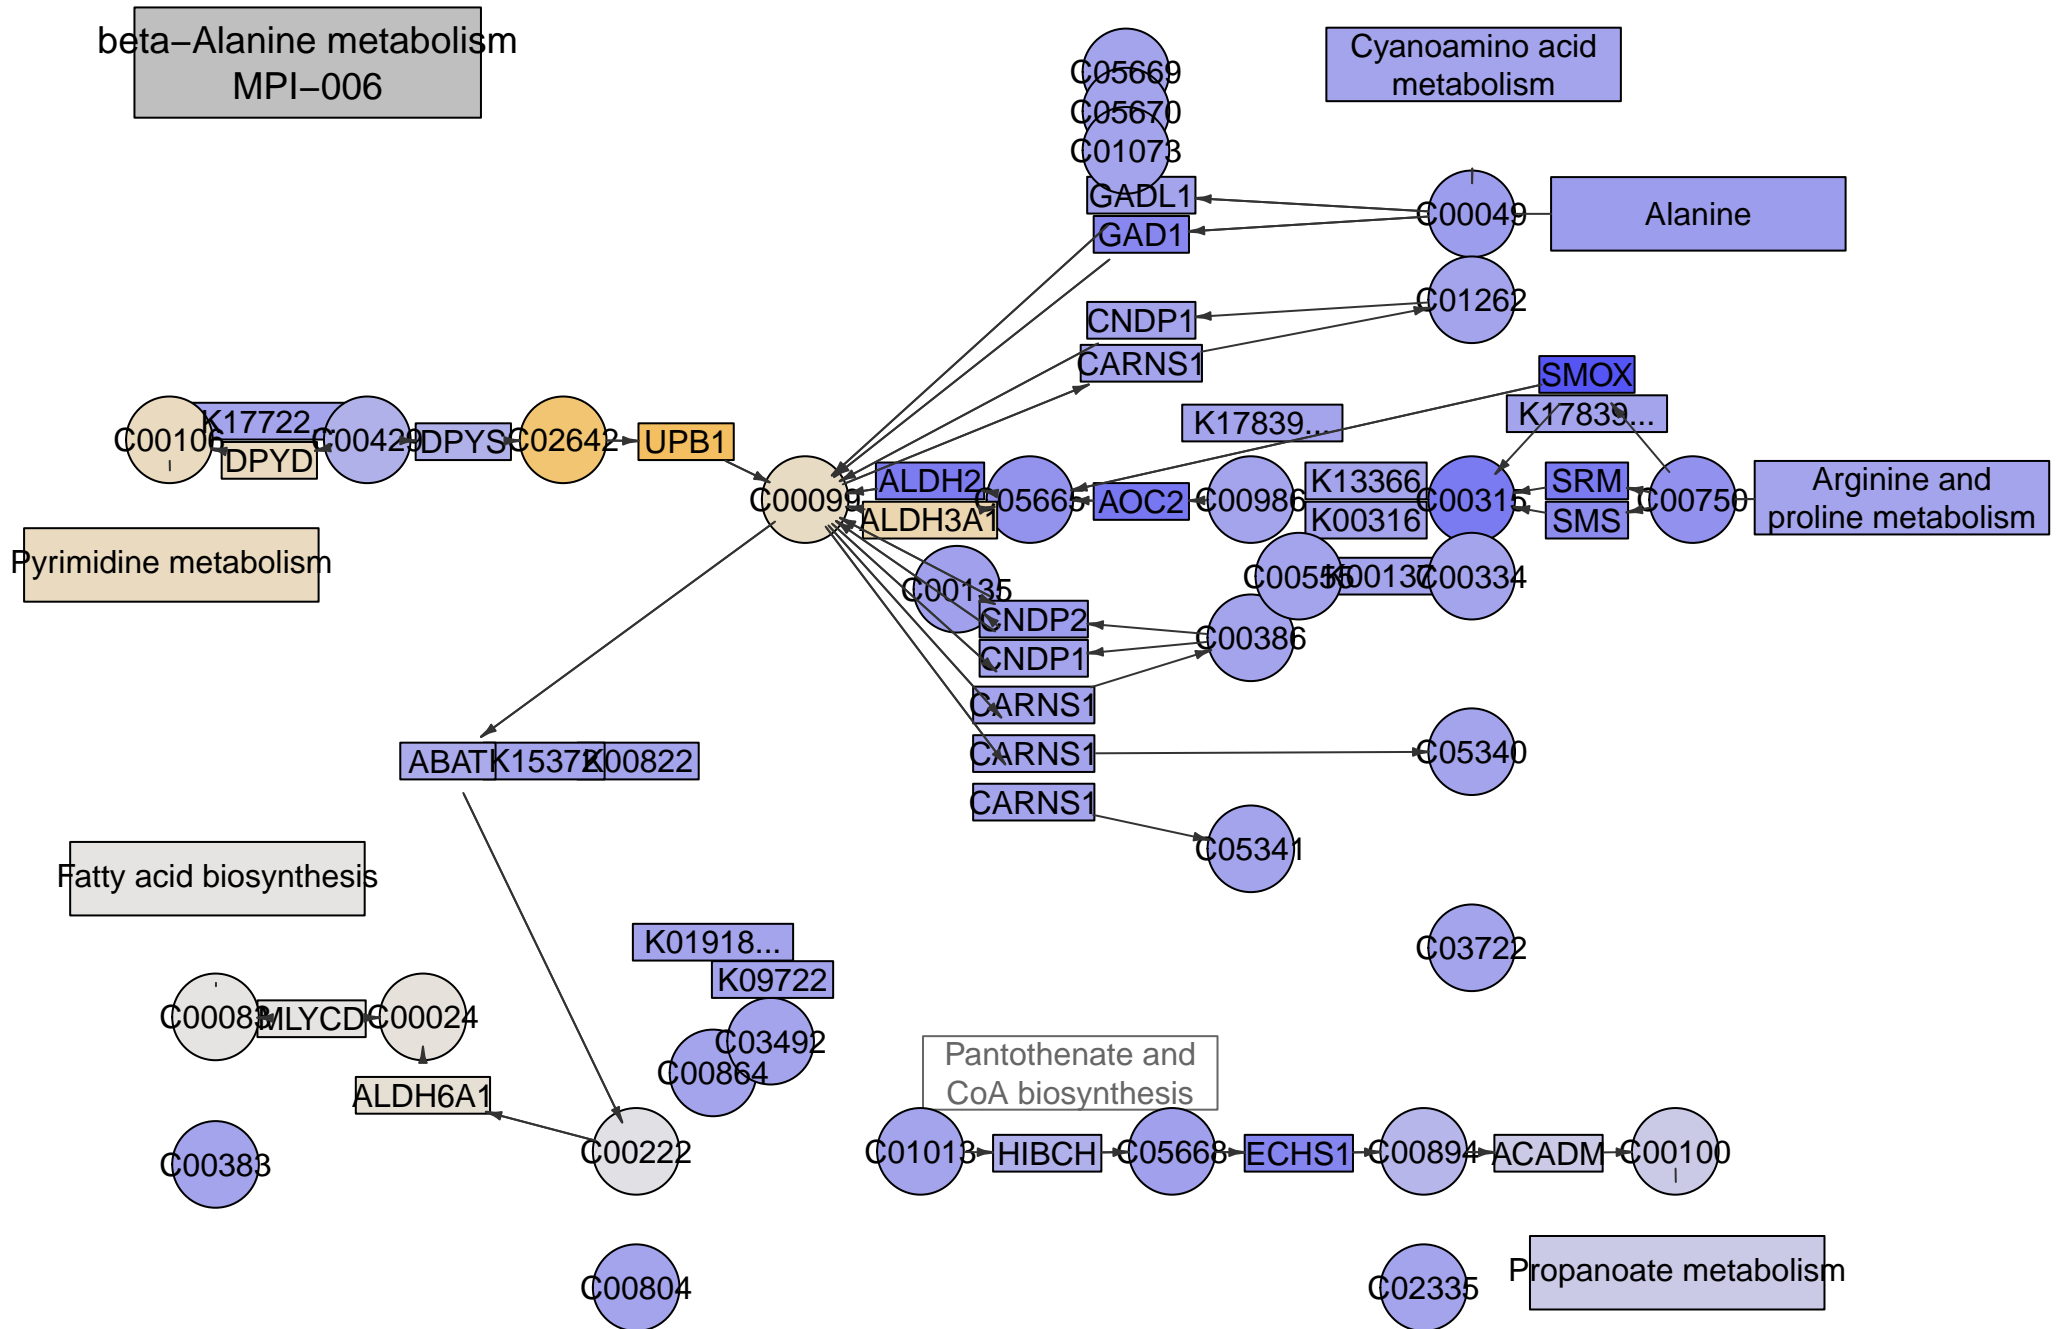 beta−Alanine metabolism
MPI−006
C05669
C05670
C01073
Cyanoamino acid
metabolism
GADL1
GAD1
C00049
Alanine
CNDP1
CARNS1
C01262
SMOX
K17839...
K17839...
C00106
K17722...
DPYD
C00429
DPYS
C02642
UPB1
C00099
ALDH2
ALDH3A1
C05665
AOC2
C00986
K13366
K00316
C00315
SRM
SMS
C00750
Arginine and
proline metabolism
Pyrimidine metabolism
C00135
C00555
K00137
C00334
CNDP2
CNDP1
C00386
CARNS1
CARNS1
CARNS1
C05340
C05341
ABAT
K15372
K00822
Fatty acid biosynthesis
K01918...
K09722
C03722
C00083
MLYCD
C00024
C03492
C00864
ALDH6A1
Pantothenate and
CoA biosynthesis
C00383
C00222
C01013
HIBCH
C05668
ECHS1
C00894
ACADM
C00100
C00804
C02335
Propanoate metabolism